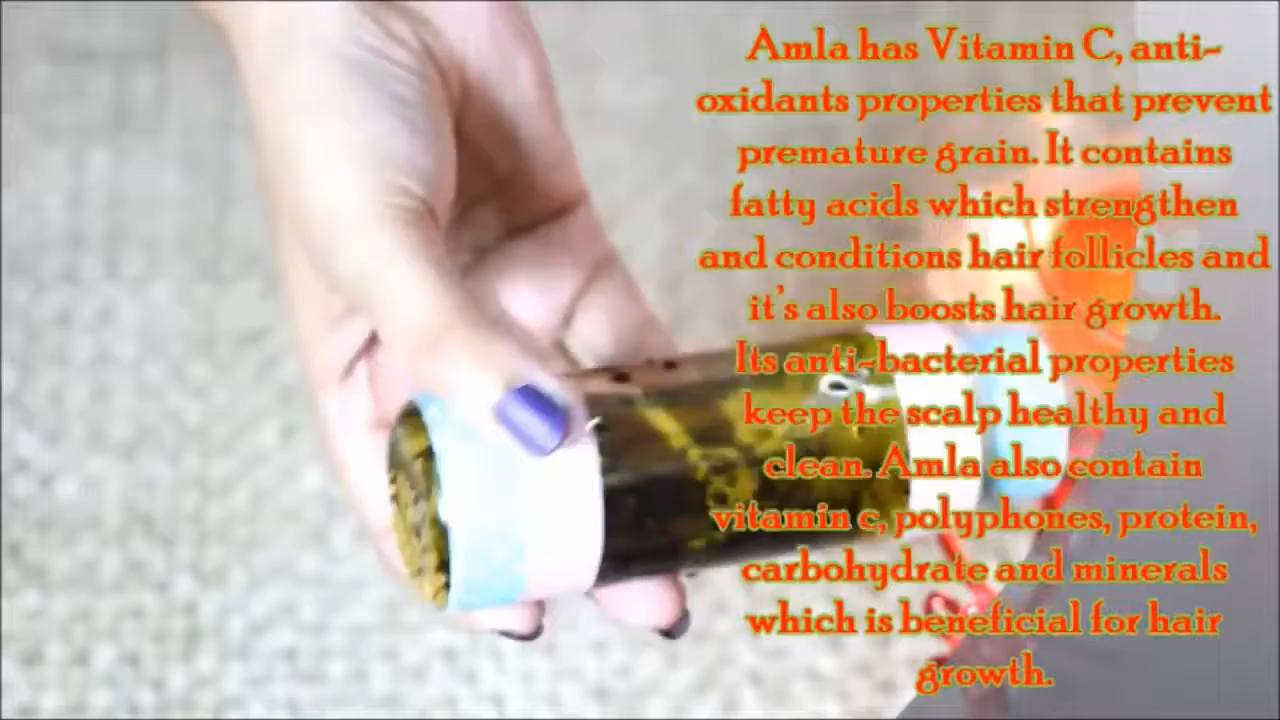 Amla has Vitamin C, anti-
oxidants properties that prevent
premature grain. It contains
fatty acids which strengthen
and conditions hair follicles and
it's also boosts hair growth.
Its anti-bacterial properties
keep the scalp healthy and
clean. Amla also contain
vitamin c, polyphones, protein,
carbohydrate and minerals
which is beneficial for hair
growth.